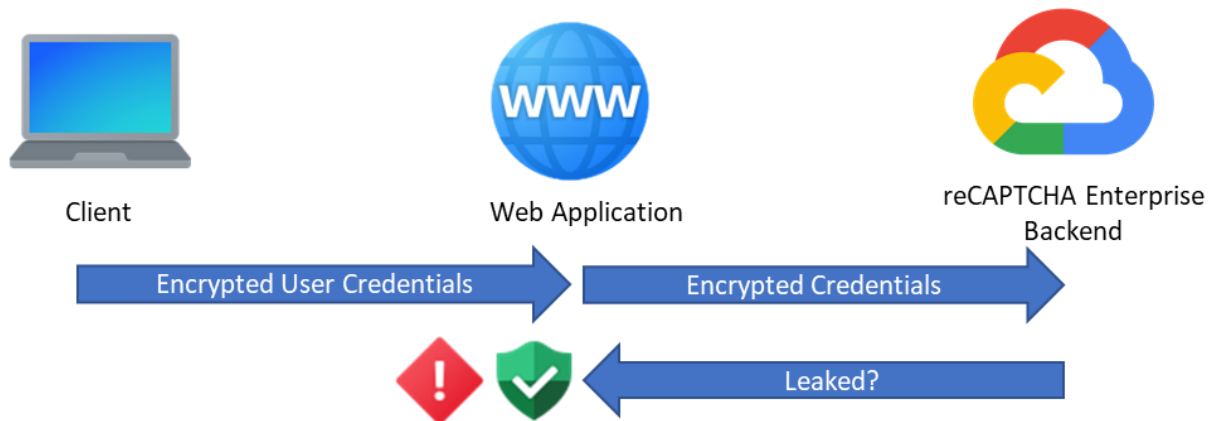 WWW
Client
Web Application
reCAPTCHA Enterprise
Backend
Encrypted User Credentials
Encrypted Credentials
!
Leaked?